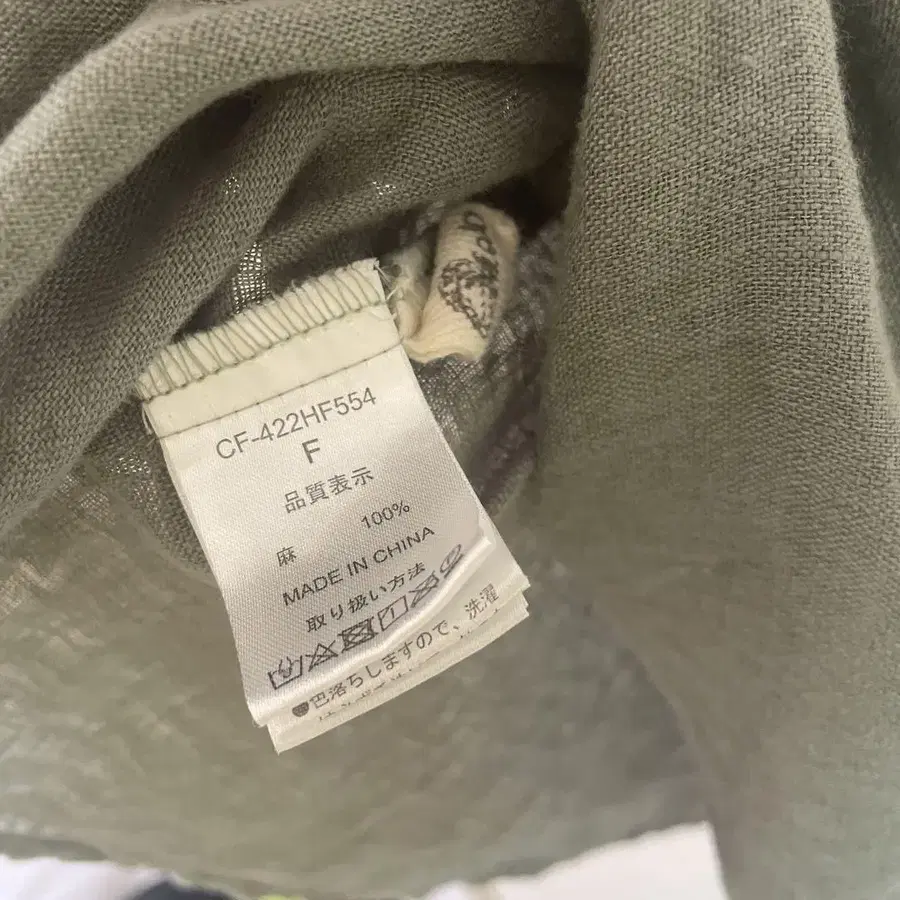 CF-422HF554
F
品質表示
麻 100%
MADE IN CHINA
取り扱い方法
●色落ちしますので、洗濯